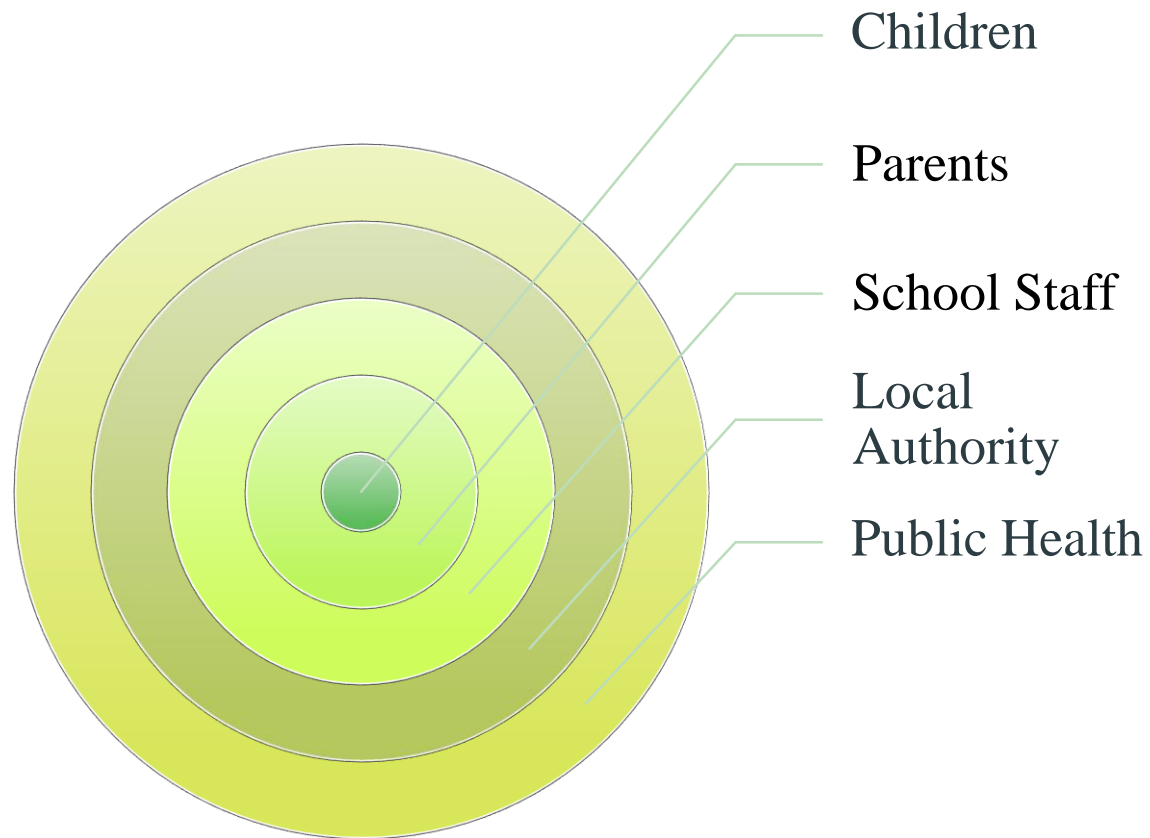 Children
Parents
School Staff
Local
Authority
Public Health